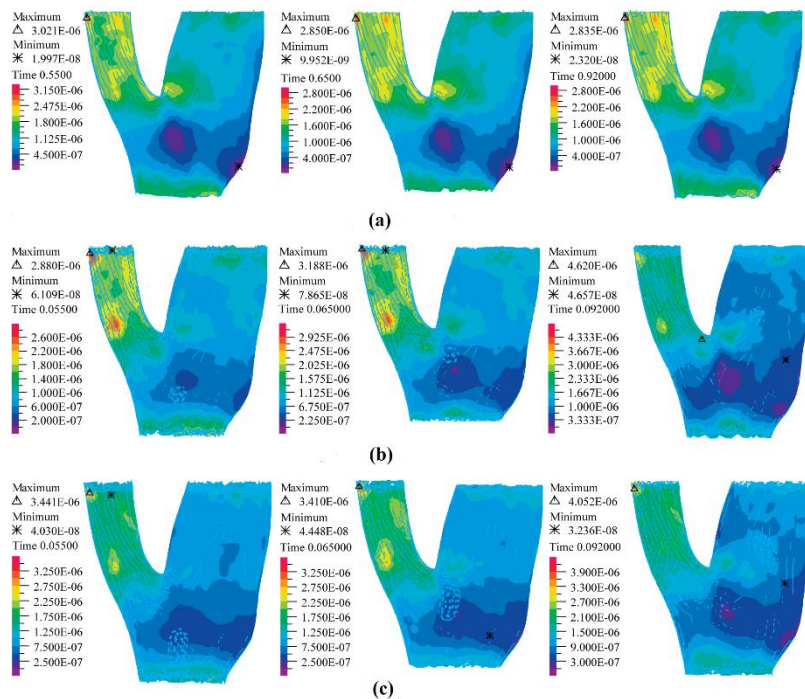 Maximum
△ 3.021E-06
Minimum
✳ 1.997E-08
Time 0.5500
3.150E-06
2.475E-06
1.800E-06
1.125E-06
4.500E-07
Maximum
△ 2.850E-06
Minimum
✳ 9.952E-09
Time 0.6500
2.800E-06
2.200E-06
1.600E-06
1.000E-06
4.000E-07
Maximum
△ 2.835E-06
Minimum
✳ 2.320E-08
Time 0.92000
2.800E-06
2.200E-06
1.600E-06
1.000E-06
4.000E-07
(a)
Maximum
△ 2.880E-06
Minimum
✳ 6.109E-08
Time 0.05500
2.600E-06
2.200E-06
1.800E-06
1.400E-06
1.000E-06
6.000E-07
2.000E-07
Maximum
△ 3.188E-06
Minimum
✳ 7.865E-08
Time 0.065000
2.925E-06
2.475E-06
2.025E-06
1.575E-06
1.125E-06
6.750E-07
2.250E-07
Maximum
△ 4.620E-06
Minimum
✳ 4.657E-08
Time 0.092000
4.333E-06
3.667E-06
3.000E-06
2.333E-06
1.667E-06
1.000E-06
3.333E-07
(b)
Maximum
△ 3.441E-06
Minimum
✳ 4.030E-08
Time 0.05500
3.250E-06
2.750E-06
2.250E-06
1.750E-06
1.250E-06
7.500E-07
2.500E-07
Maximum
△ 3.410E-06
Minimum
✳ 4.448E-08
Time 0.065000
3.250E-06
2.750E-06
2.250E-06
1.750E-06
1.250E-06
7.500E-07
2.500E-07
Maximum
△ 4.052E-06
Minimum
✳ 3.236E-08
Time 0.092000
3.900E-06
3.300E-06
2.700E-06
2.100E-06
1.500E-06
9.000E-07
3.000E-07
(c)